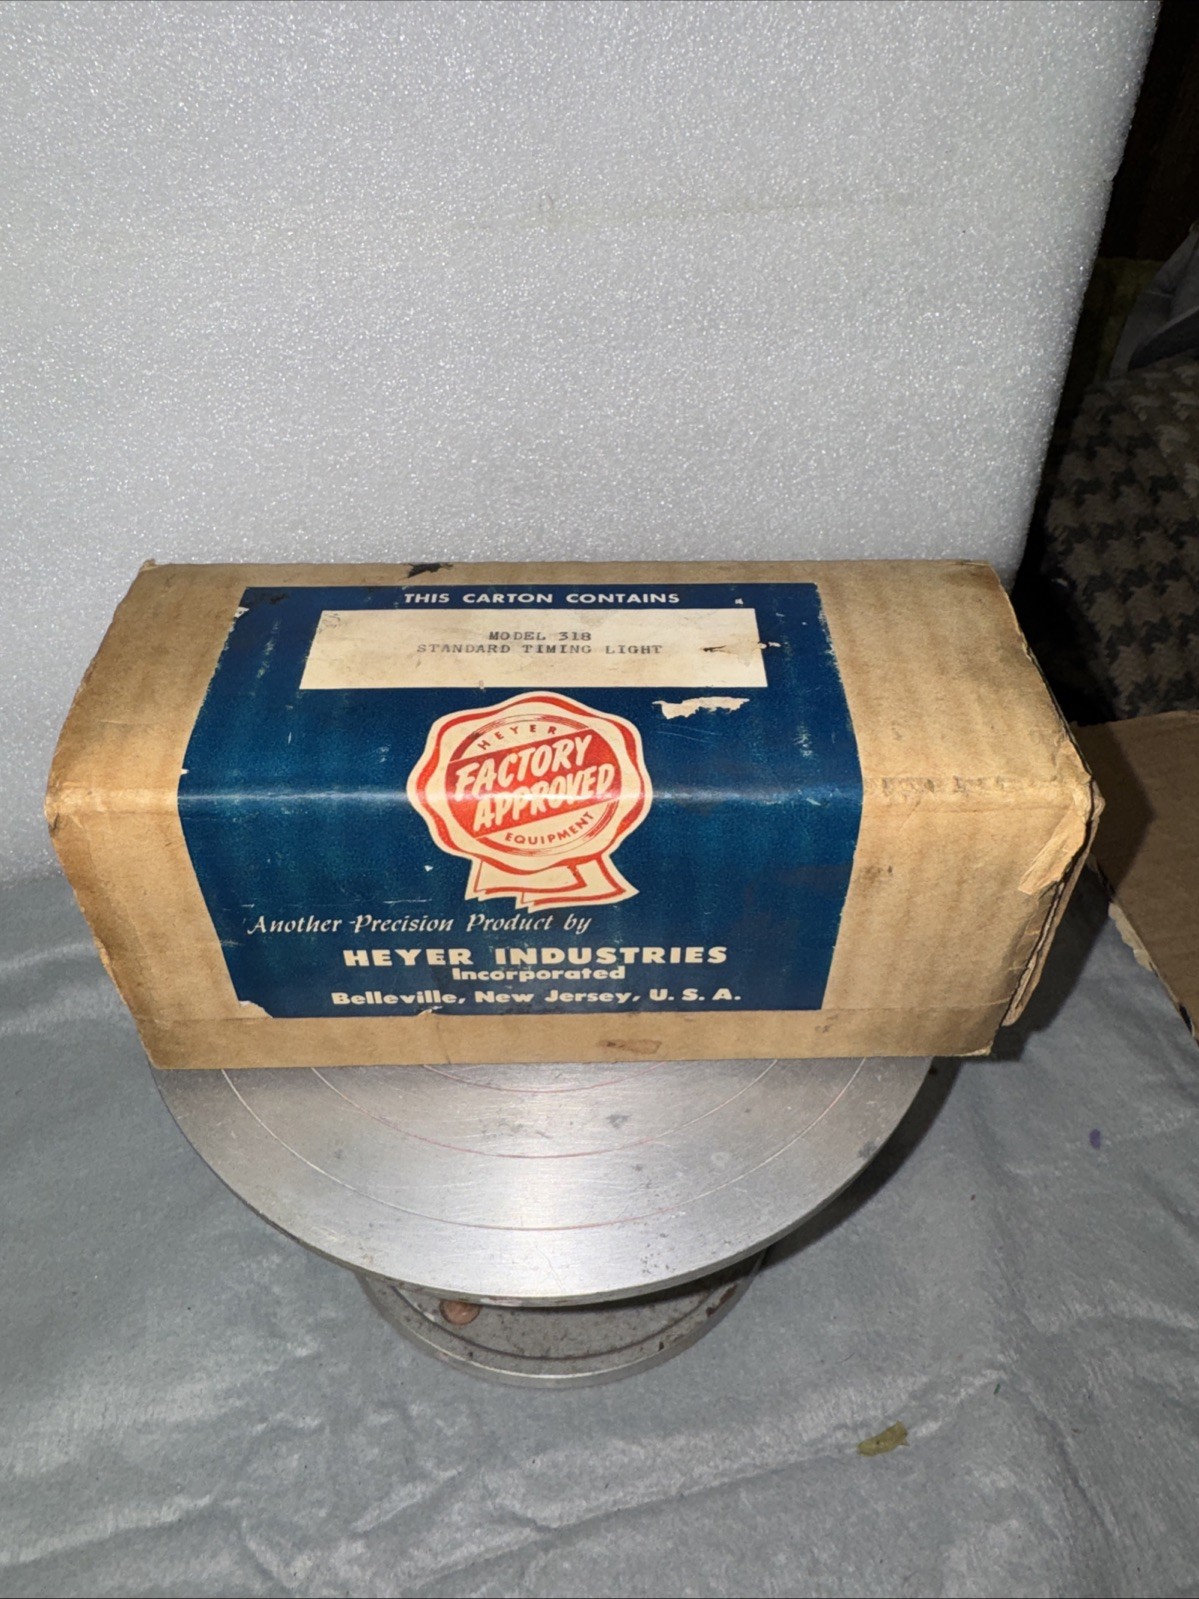 THIS CARTON CONTAINS
MODEL 318
STANDARD TIMING LIGHT
HEYER
FACTORY
APPROVED
EQUIPMENT
Another Precision Product by
HEYER INDUSTRIES
Incorporated
Belleville, New Jersey, U. S. A.